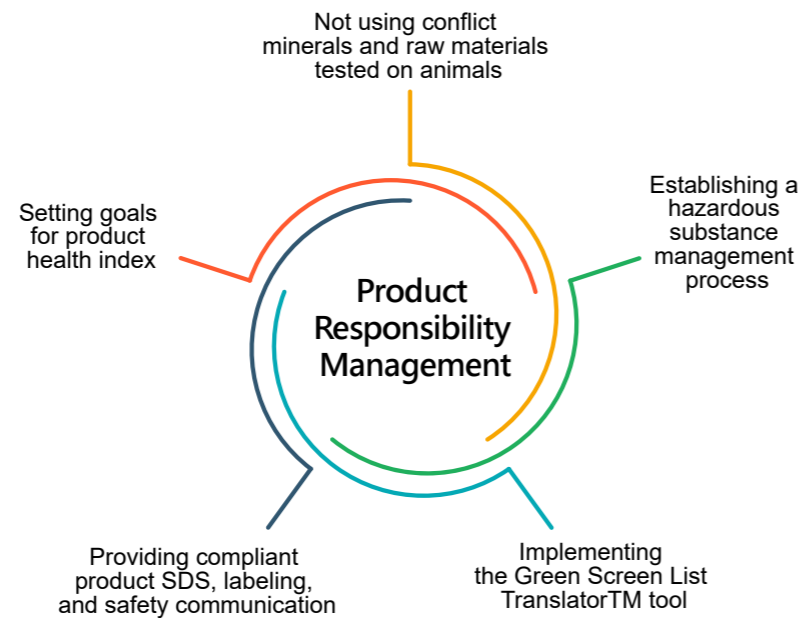 Not using conflict
minerals and raw materials
tested on animals
Establishing a
hazardous
substance
management
process
Setting goals
for product
health index
Product
Responsibility
Management
Providing compliant
product SDS, labeling,
and safety communication
Implementing
the Green Screen List
TranslatorTM tool